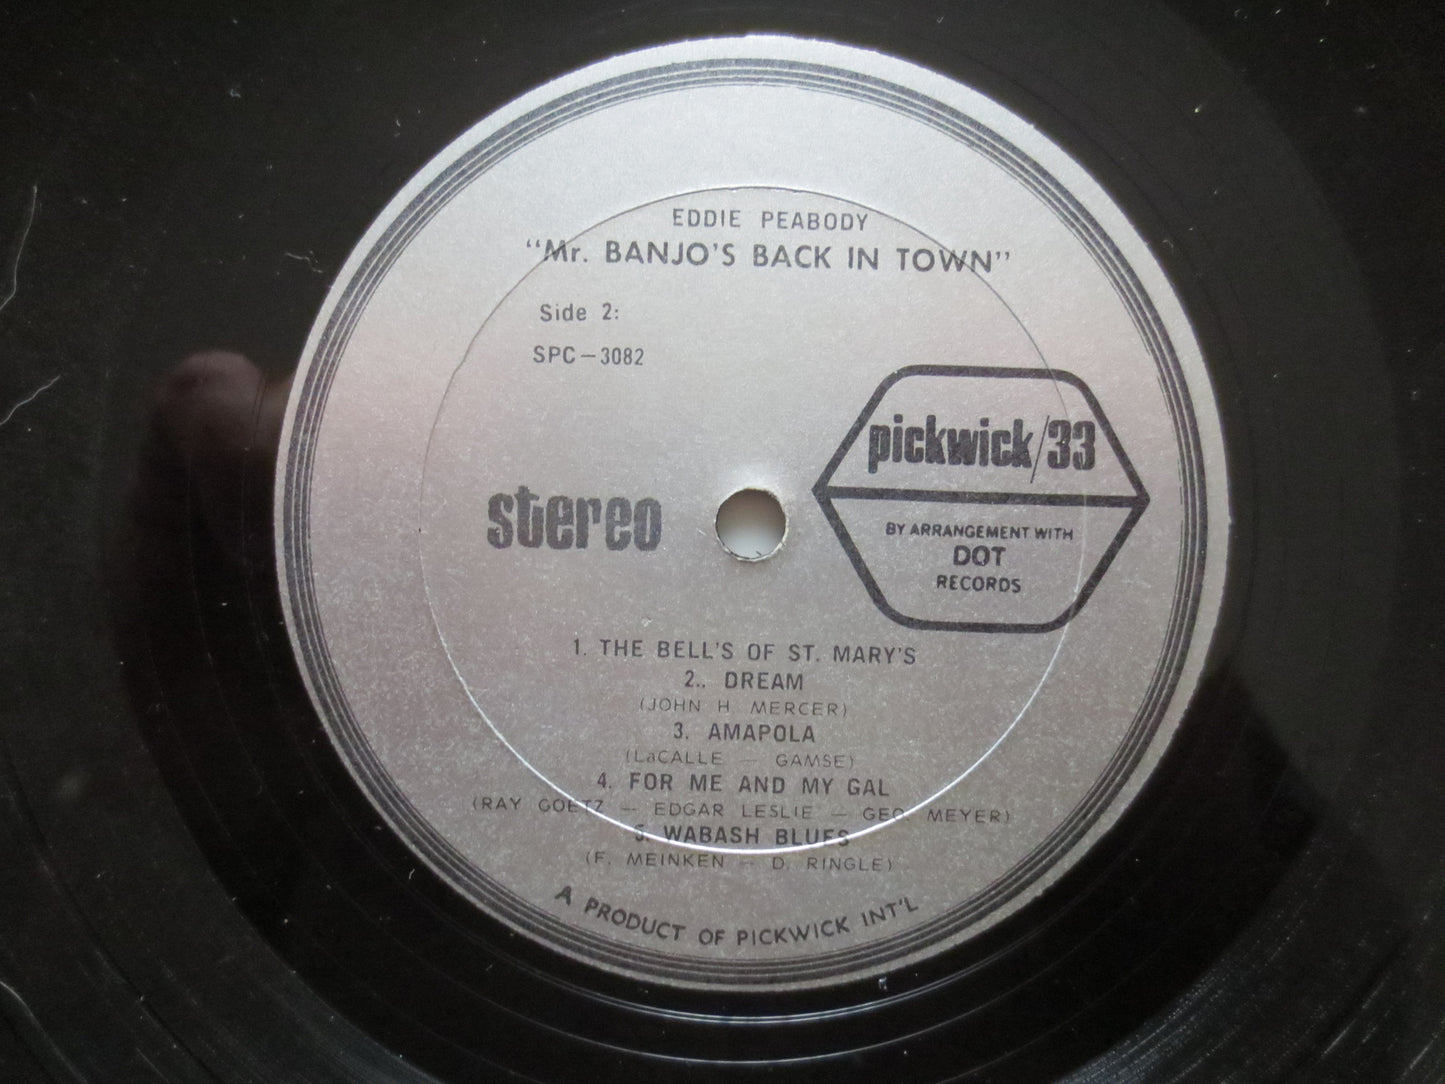 EDDIE PEABODY
"Mr. BANJO'S BACK IN TOWN"
Side 2:
SPC-3082
stereo
pickwick/33
BY ARRANGEMENT WITH
DOT
RECORDS
1. THE BELL'S OF ST. MARY'S
2.. DREAM
(JOHN H MERCER)
3. AMAPOLA
(LaCALLE - GAMSE)
4. FOR ME AND MY GAL
(RAY GOETZ - EDGAR LESLIE - GEO. MEYER)
5. WABASH BLUES
(F. MEINKEN - D. RINGLE)
A PRODUCT OF PICKWICK INT'L